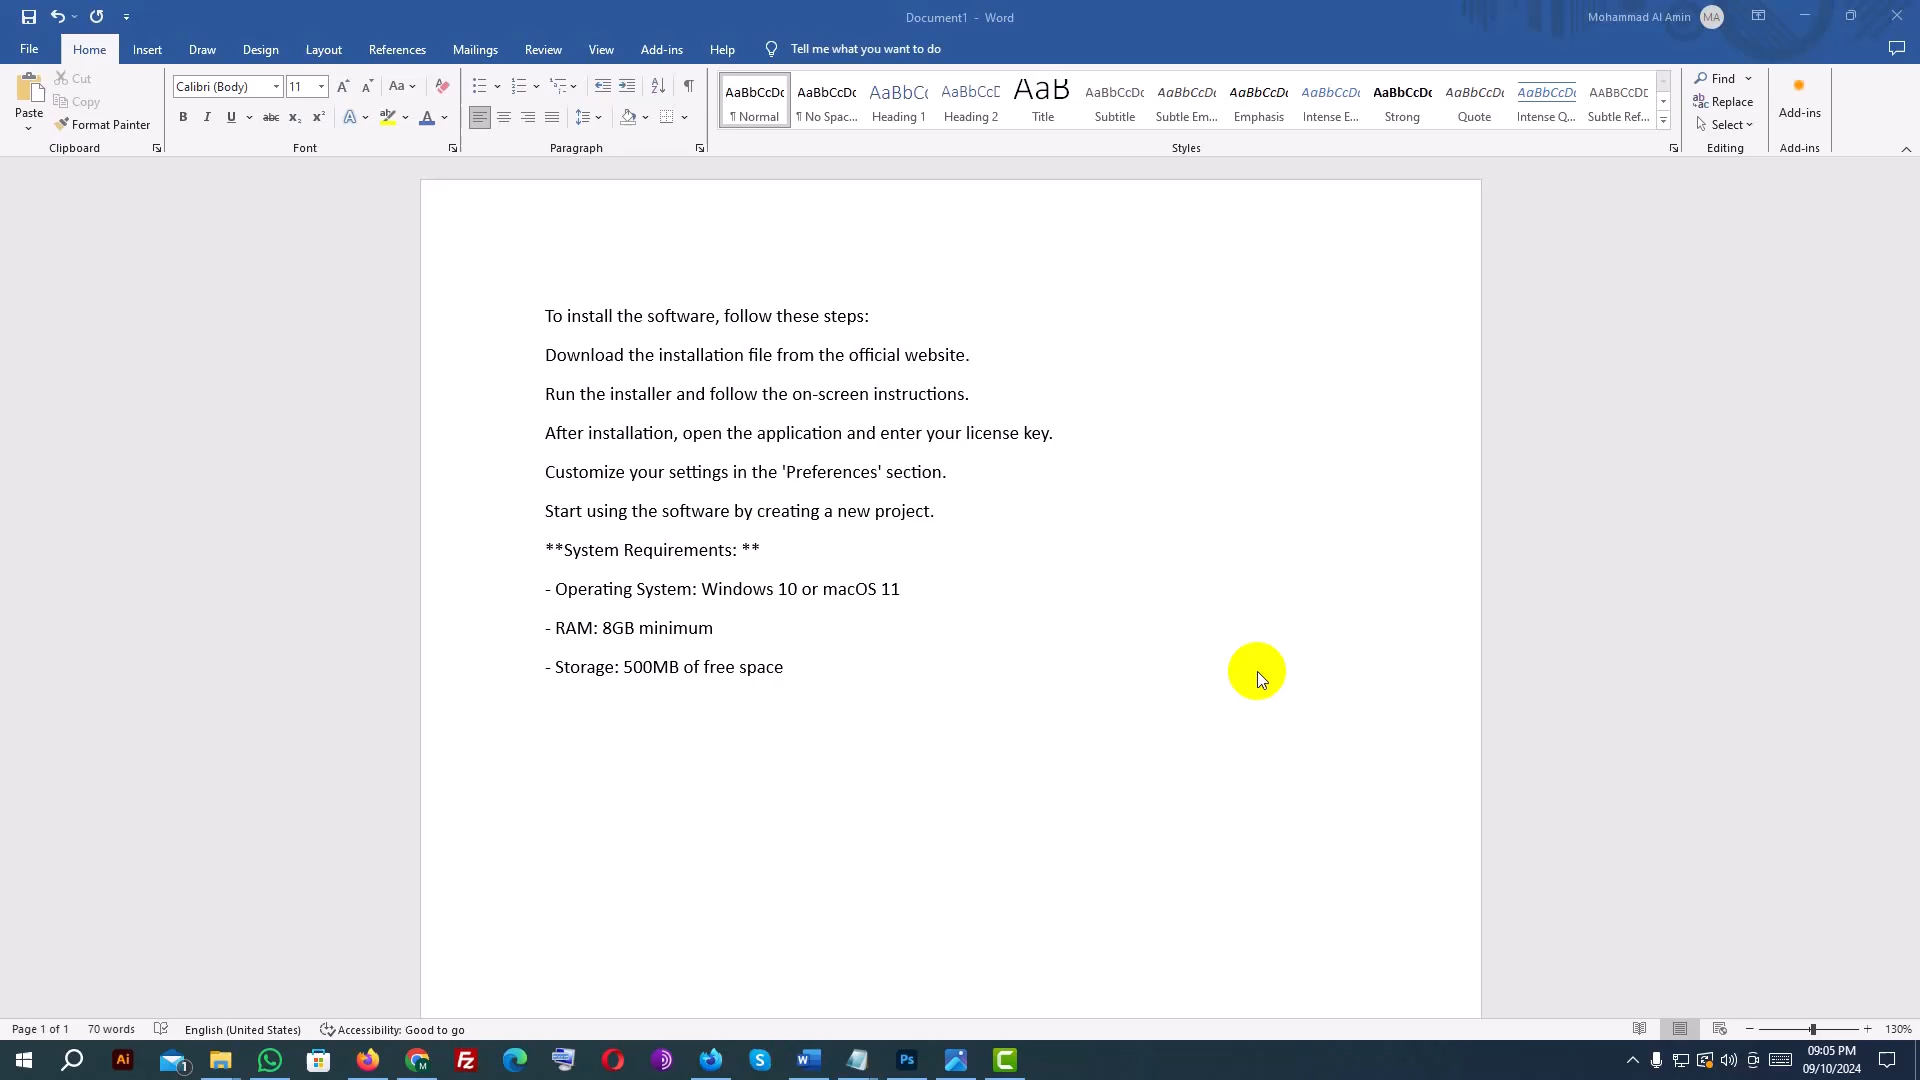 Document1 - Word
Mohammad Al Amin MA
File Home Insert Draw Design Layout References Mailings Review View Add-ins Help Tell me what you want to do
Paste Cut
Copy
Format Painter
Clipboard
Calibri (Body) 11 Aa
B I U abc x₂ x² A A
Font
Paragraph
AaBbCcDc AaBbCcDc AaBbC AaBbCcD AaB AaBbCcDc AaBbCcDc AaBbCcDc AaBbCcDc AaBbCcDc AaBbCcDc AaBbCcDc AaBbCcDc
¶ Normal ¶ No Spac... Heading 1 Heading 2 Title Subtitle Subtle Em... Emphasis Intense E... Strong Quote Intense Q... Subtle Ref...
Styles
Find
Replace
Select
Editing
Add-ins
Add-ins
To install the software, follow these steps:
Download the installation file from the official website.
Run the installer and follow the on-screen instructions.
After installation, open the application and enter your license key.
Customize your settings in the 'Preferences' section.
Start using the software by creating a new project.
**System Requirements: **
- Operating System: Windows 10 or macOS 11
- RAM: 8GB minimum
- Storage: 500MB of free space
Page 1 of 1 70 words English (United States) Accessibility: Good to go 130%
09:05 PM
09/10/2024